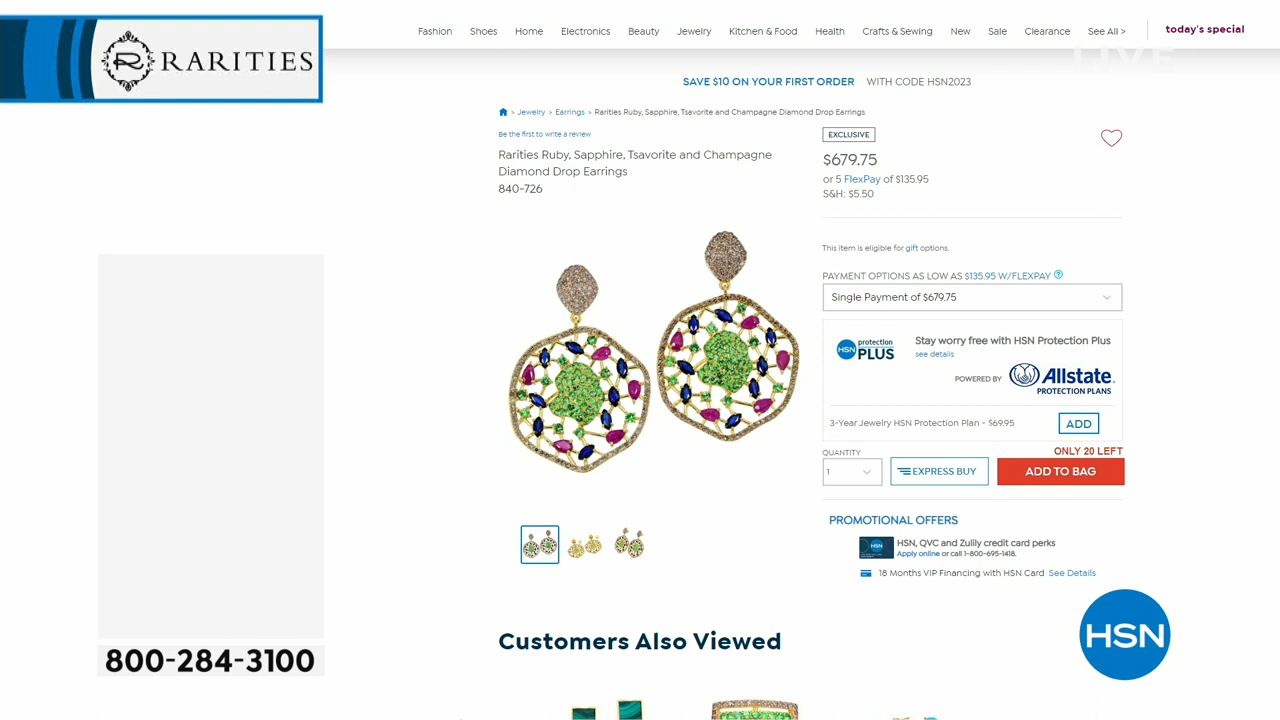 RARITIES
Fashion Shoes Home Electronics Beauty Jewelry Kitchen & Food Health Crafts & Sewing New Sale Clearance See All > today's special
LIVE
SAVE $10 ON YOUR FIRST ORDER WITH CODE HSN2023
> Jewelry > Earrings > Rarities Ruby, Sapphire, Tsavorite and Champagne Diamond Drop Earrings
Be the first to write a review
Rarities Ruby, Sapphire, Tsavorite and Champagne
Diamond Drop Earrings
840-726
EXCLUSIVE
$679.75
or 5 FlexPay of $135.95
S&H: $5.50
This item is eligible for gift options.
PAYMENT OPTIONS AS LOW AS $135.95 W/FLEXPAY ?
Single Payment of $679.75
HSN protection PLUS
Stay worry free with HSN Protection Plus
see details
POWERED BY Allstate.
PROTECTION PLANS
3-Year Jewelry HSN Protection Plan - $69.95 ADD
QUANTITY ONLY 20 LEFT
1 EXPRESS BUY ADD TO BAG
PROMOTIONAL OFFERS
HSN, QVC and Zulily credit card perks
Apply online or call 1-800-695-1418.
18 Months VIP Financing with HSN Card See Details
Customers Also Viewed
800-284-3100
HSN